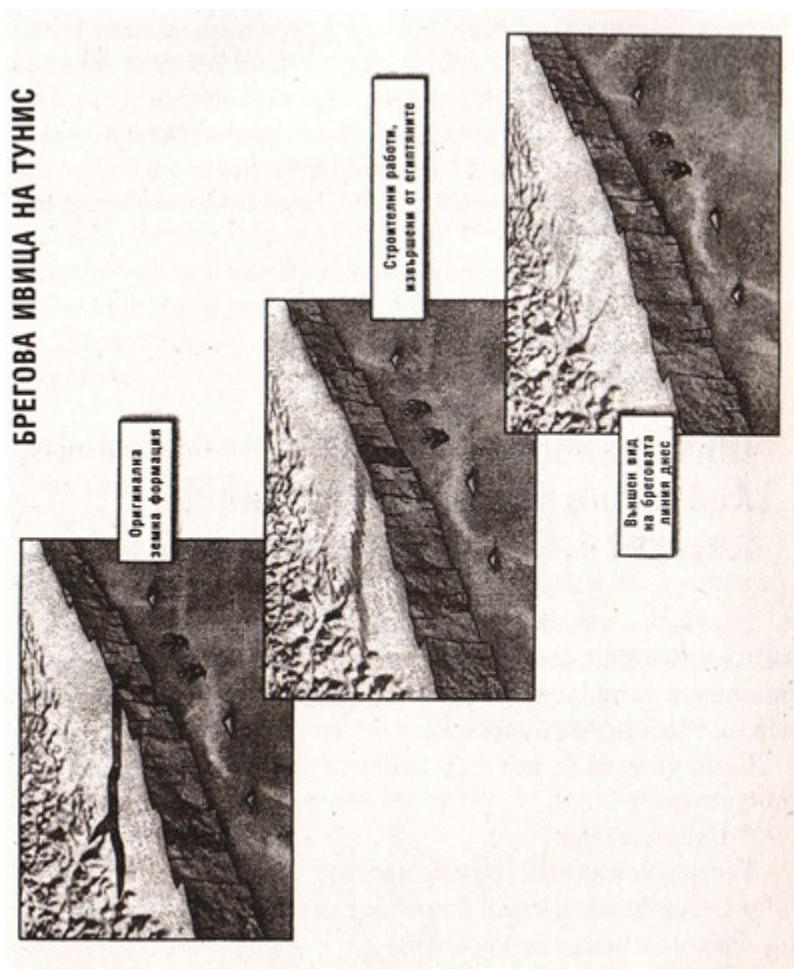 БРЕГОВА ИВИЦА НА ТУНИС
Оригинална
земна формация
Строителни работи,
извършени от египтяните
Външен вид
на бреговата
линия днес